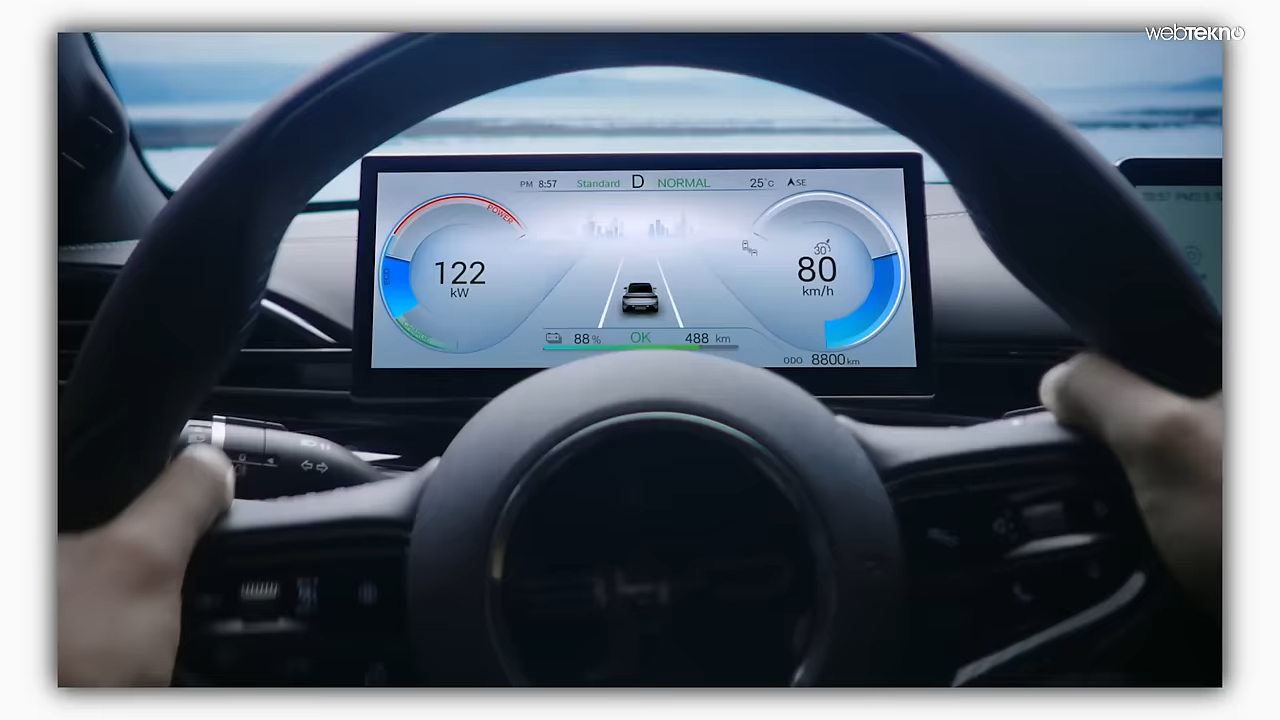 webTEKNO
PM 8:57 Standard D NORMAL 25°C SE
POWER
ECO
122
kW
30
80
km/h
88% OK 488 km
ODO 8800km